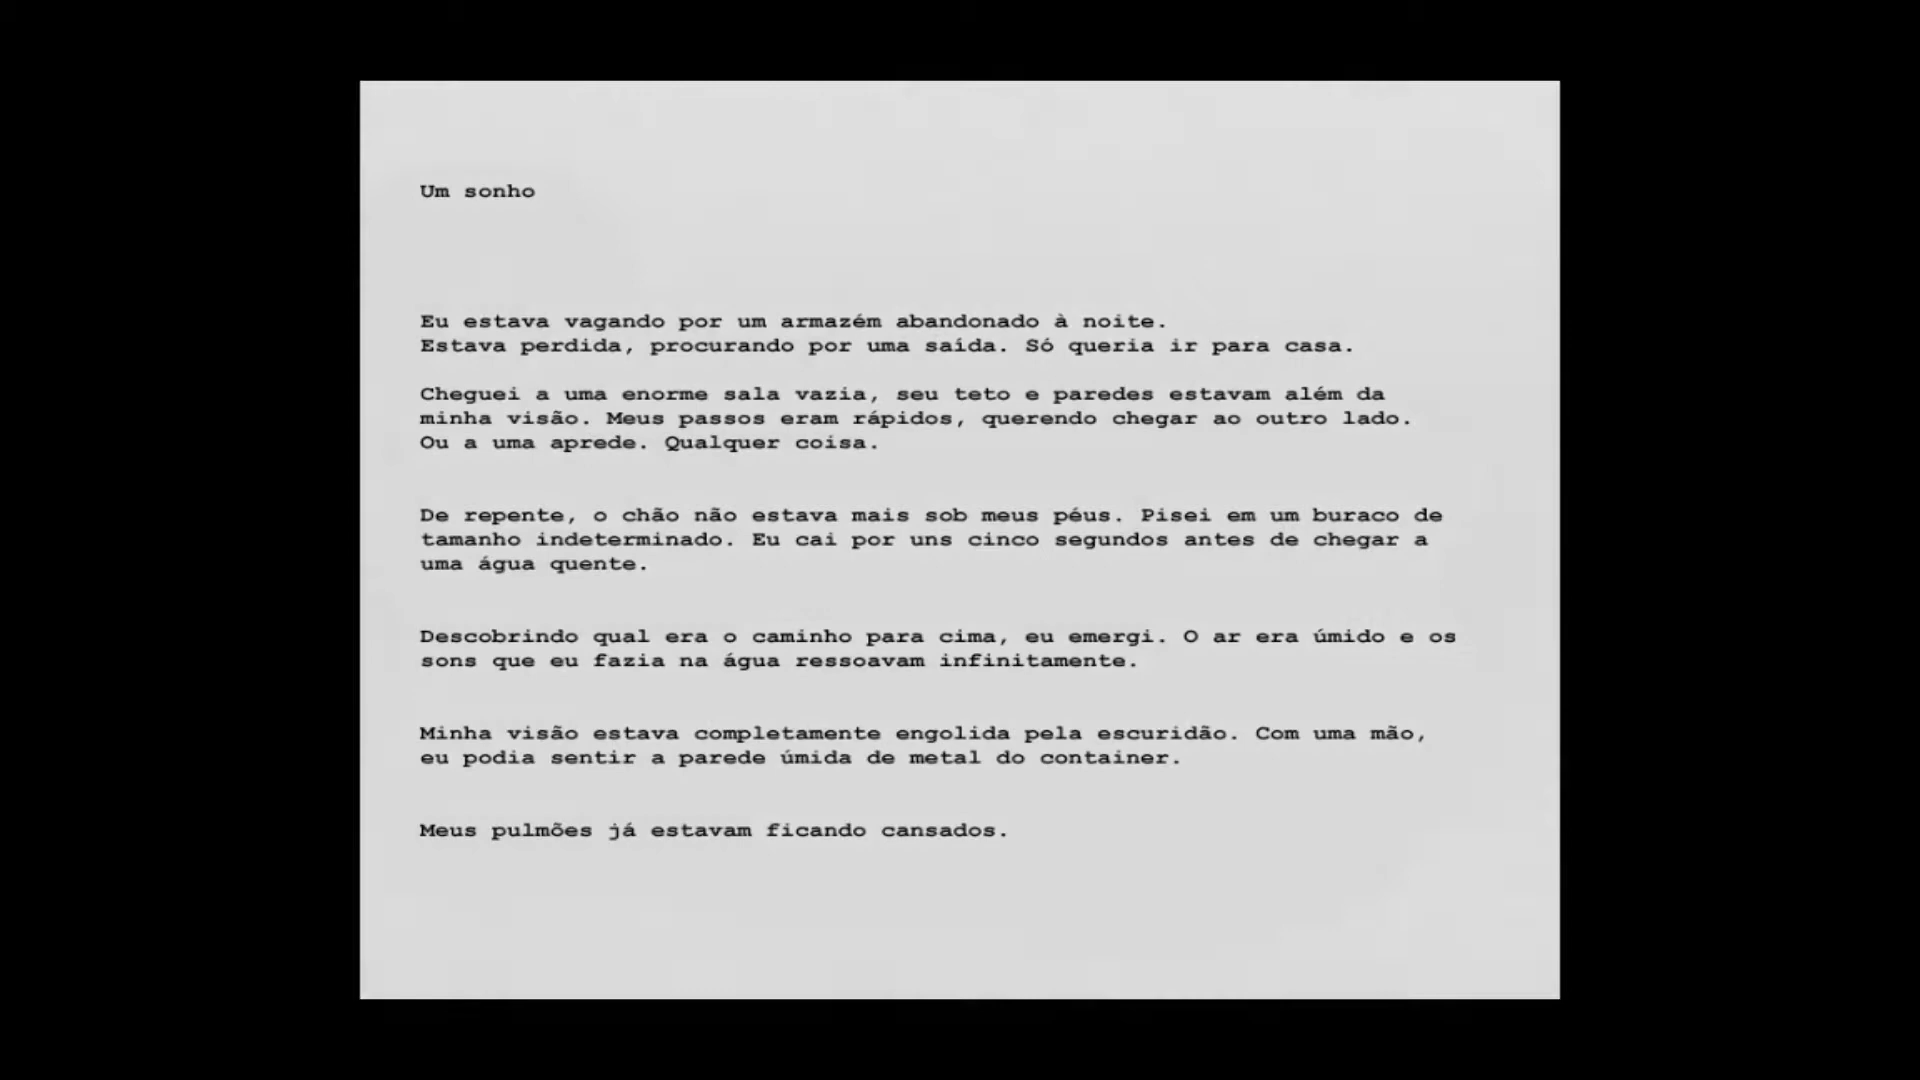 Um sonho
Eu estava vagando por um armazém abandonado à noite.
Estava perdida, procurando por uma saída. Só queria ir para casa.
Cheguei a uma enorme sala vazia, seu teto e paredes estavam além da
minha visão. Meus passos eram rápidos, querendo chegar ao outro lado.
Ou a uma aprede. Qualquer coisa.
De repente, o chão não estava mais sob meus péus. Pisei em um buraco de
tamanho indeterminado. Eu cai por uns cinco segundos antes de chegar a
uma água quente.
Descobrindo qual era o caminho para cima, eu emergi. O ar era úmido e os
sons que eu fazia na água ressoavam infinitamente.
Minha visão estava completamente engolida pela escuridão. Com uma mão,
eu podia sentir a parede úmida de metal do container.
Meus pulmões já estavam ficando cansados.